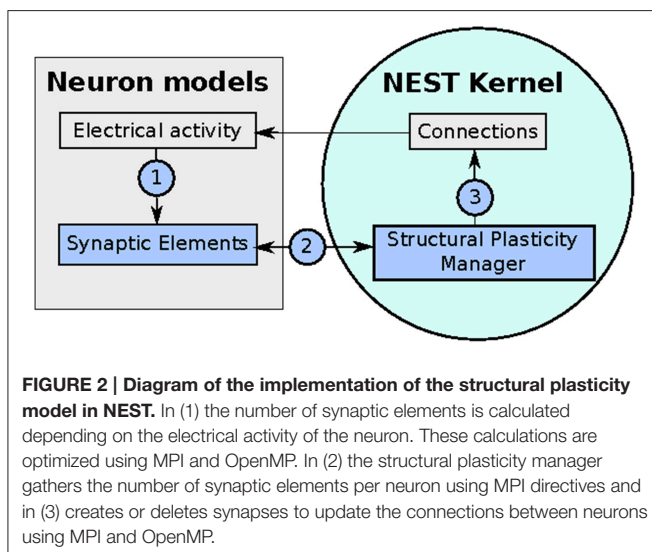 Neuron models
NEST Kernel
Electrical activity
Connections
1
3
Synaptic Elements
2
Structural Plasticity
Manager
FIGURE 2 | Diagram of the implementation of the structural plasticity
model in NEST. In (1) the number of synaptic elements is calculated
depending on the electrical activity of the neuron. These calculations are
optimized using MPI and OpenMP. In (2) the structural plasticity manager
gathers the number of synaptic elements per neuron using MPI directives and
in (3) creates or deletes synapses to update the connections between neurons
using MPI and OpenMP.